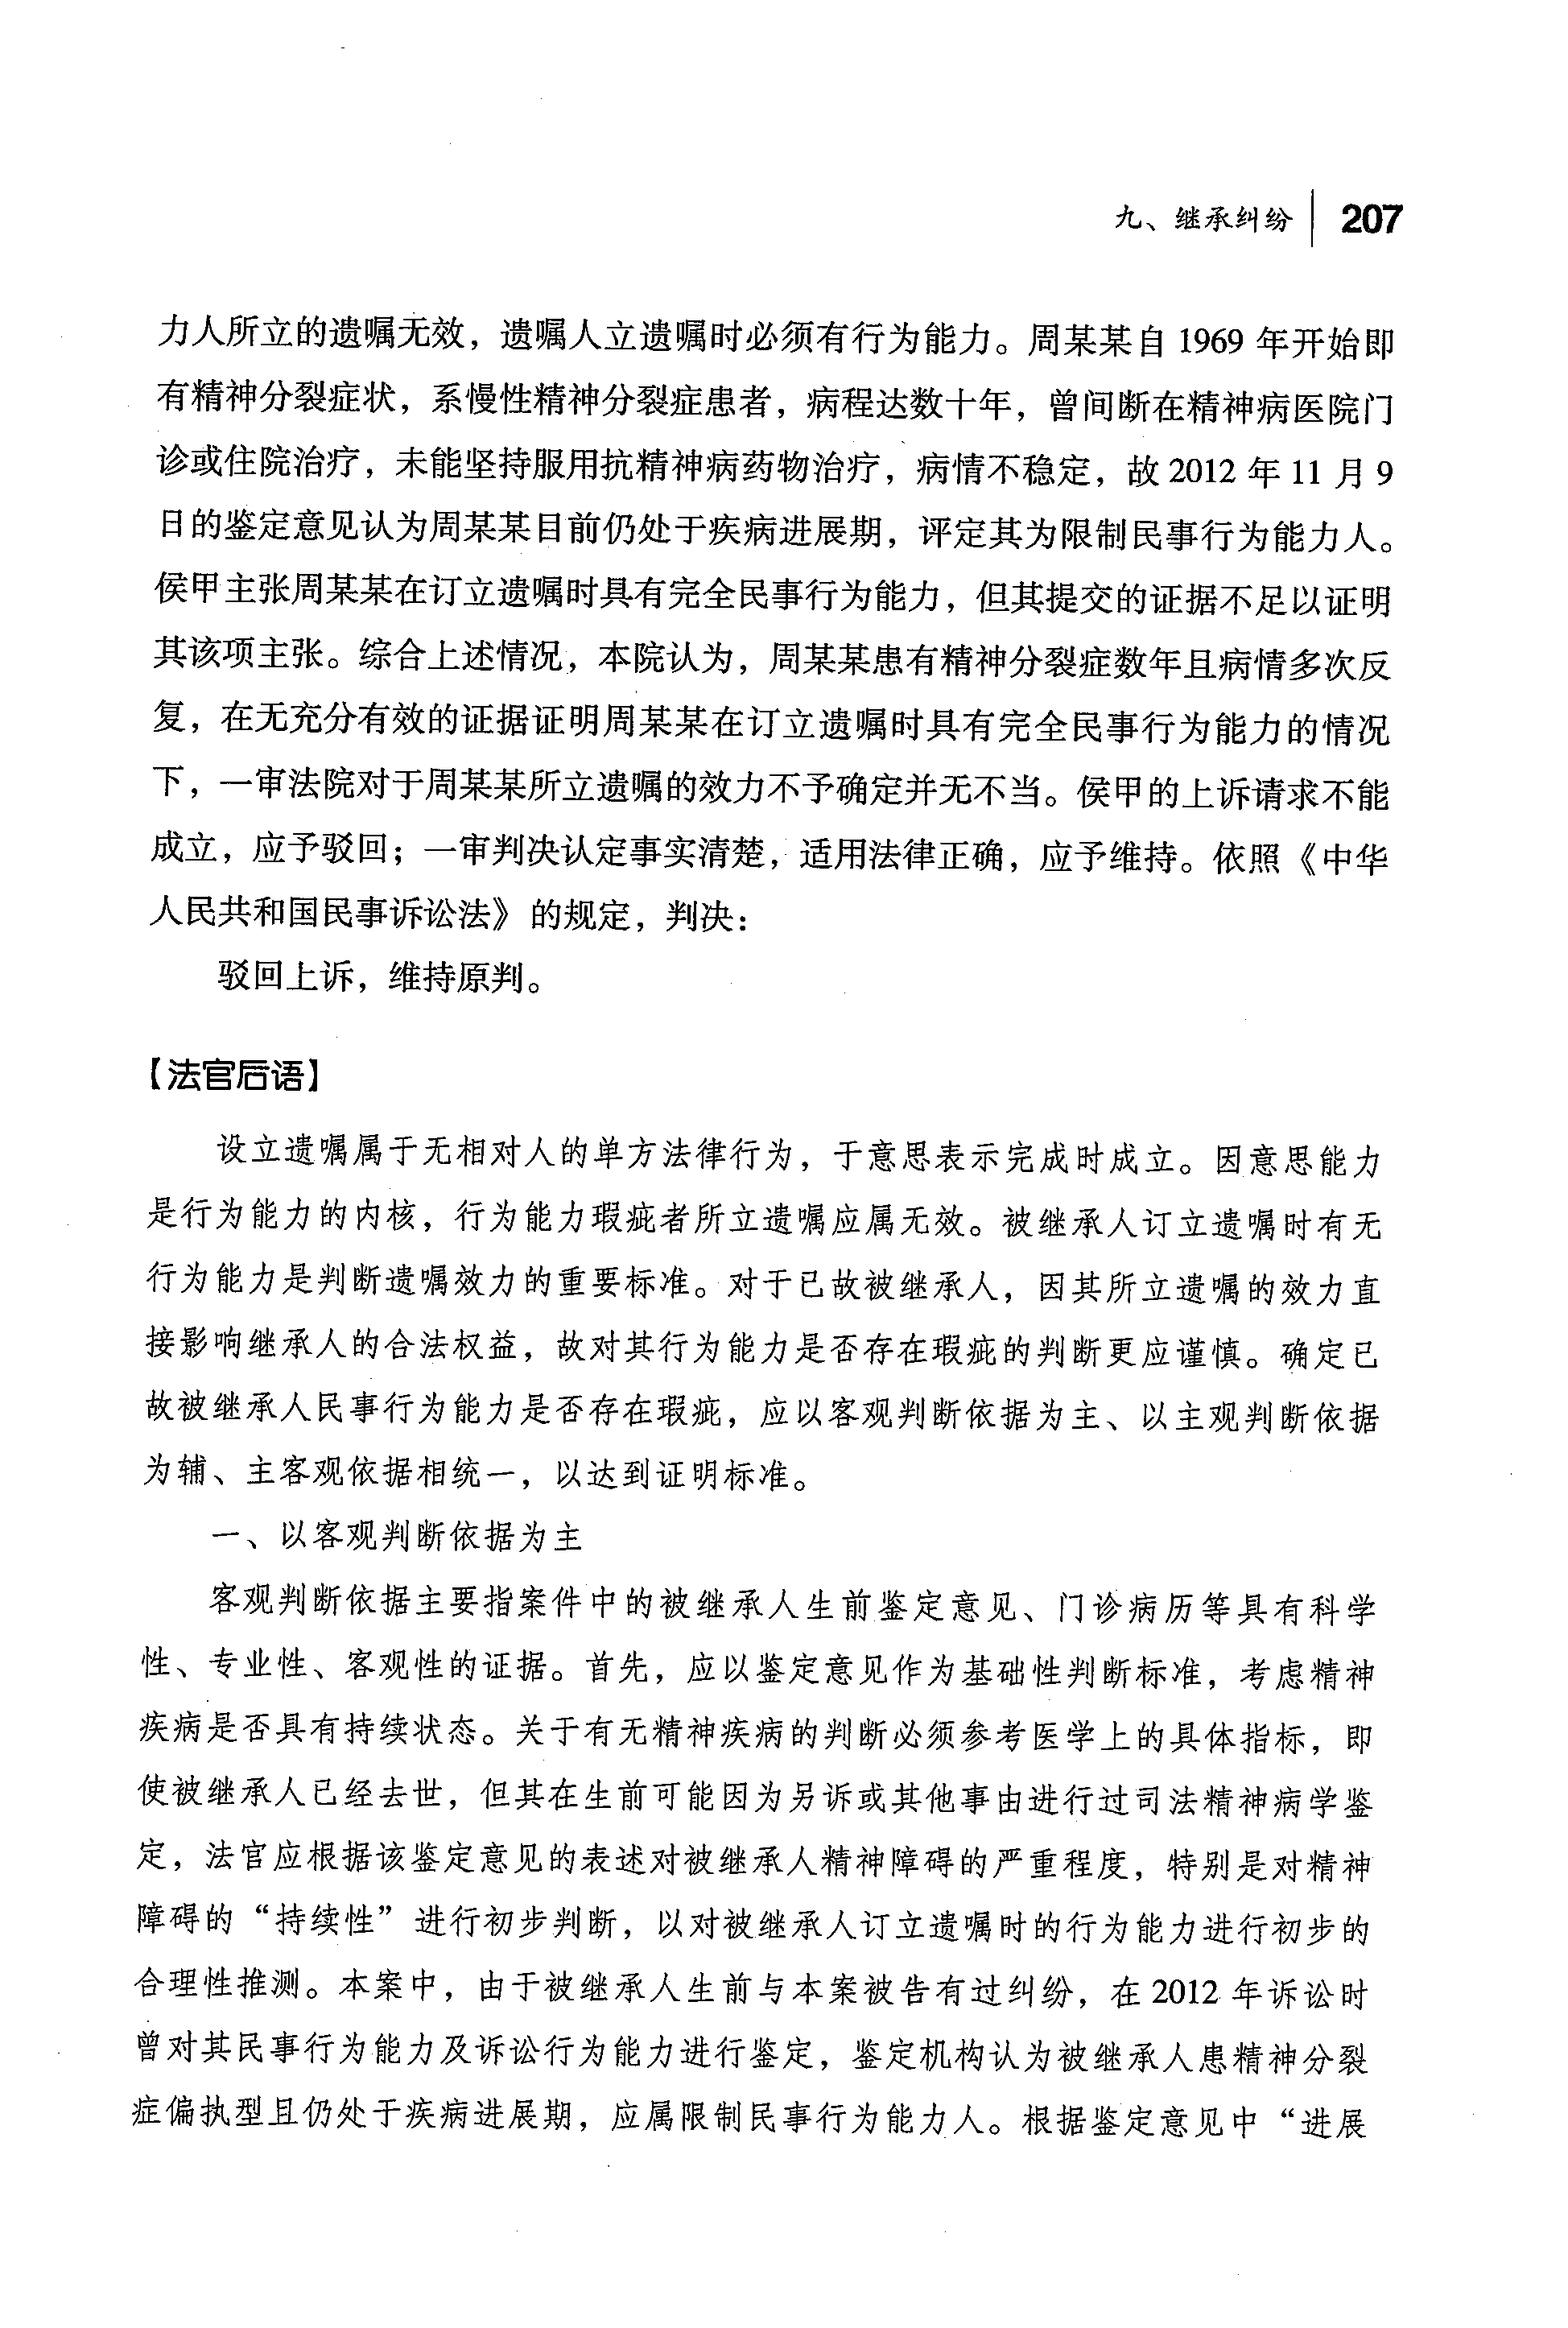 九、继承纠纷 207
力人所立的遗嘱无效，遗嘱人立遗嘱时必须有行为能力。周某某自 1969 年开始即
有精神分裂症状，系慢性精神分裂症患者，病程达数十年，曾间断在精神病医院门
诊或住院治疗，未能坚持服用抗精神病药物治疗，病情不稳定，故 2012 年 11 月 9
日的鉴定意见认为周某某目前仍处于疾病进展期，评定其为限制民事行为能力人。
侯甲主张周某某在订立遗嘱时具有完全民事行为能力，但其提交的证据不足以证明
其该项主张。综合上述情况，本院认为，周某某患有精神分裂症数年且病情多次反
复，在无充分有效的证据证明周某某在订立遗嘱时具有完全民事行为能力的情况
下，一审法院对于周某某所立遗嘱的效力不予确定并无不当。侯甲的上诉请求不能
成立，应予驳回；一审判决认定事实清楚，适用法律正确，应予维持。依照《中华
人民共和国民事诉讼法》的规定，判决：
驳回上诉，维持原判。
【法官后语】
设立遗嘱属于无相对人的单方法律行为，于意思表示完成时成立。因意思能力
是行为能力的内核，行为能力瑕疵者所立遗嘱应属无效。被继承人订立遗嘱时有无
行为能力是判断遗嘱效力的重要标准。对于已故被继承人，因其所立遗嘱的效力直
接影响继承人的合法权益，故对其行为能力是否存在瑕疵的判断更应谨慎。确定已
故被继承人民事行为能力是否存在瑕疵，应以客观判断依据为主、以主观判断依据
为辅、主客观依据相统一，以达到证明标准。
一、以客观判断依据为主
客观判断依据主要指案件中的被继承人生前鉴定意见、门诊病历等具有科学
性、专业性、客观性的证据。首先，应以鉴定意见作为基础性判断标准，考虑精神
疾病是否具有持续状态。关于有无精神疾病的判断必须参考医学上的具体指标，即
使被继承人已经去世，但其在生前可能因为另诉或其他事由进行过司法精神病学鉴
定，法官应根据该鉴定意见的表述对被继承人精神障碍的严重程度，特别是对精神
障碍的“持续性”进行初步判断，以对被继承人订立遗嘱时的行为能力进行初步的
合理性推测。本案中，由于被继承人生前与本案被告有过纠纷，在 2012 年诉讼时
曾对其民事行为能力及诉讼行为能力进行鉴定，鉴定机构认为被继承人患精神分裂
症偏执型且仍处于疾病进展期，应属限制民事行为能力人。根据鉴定意见中“进展